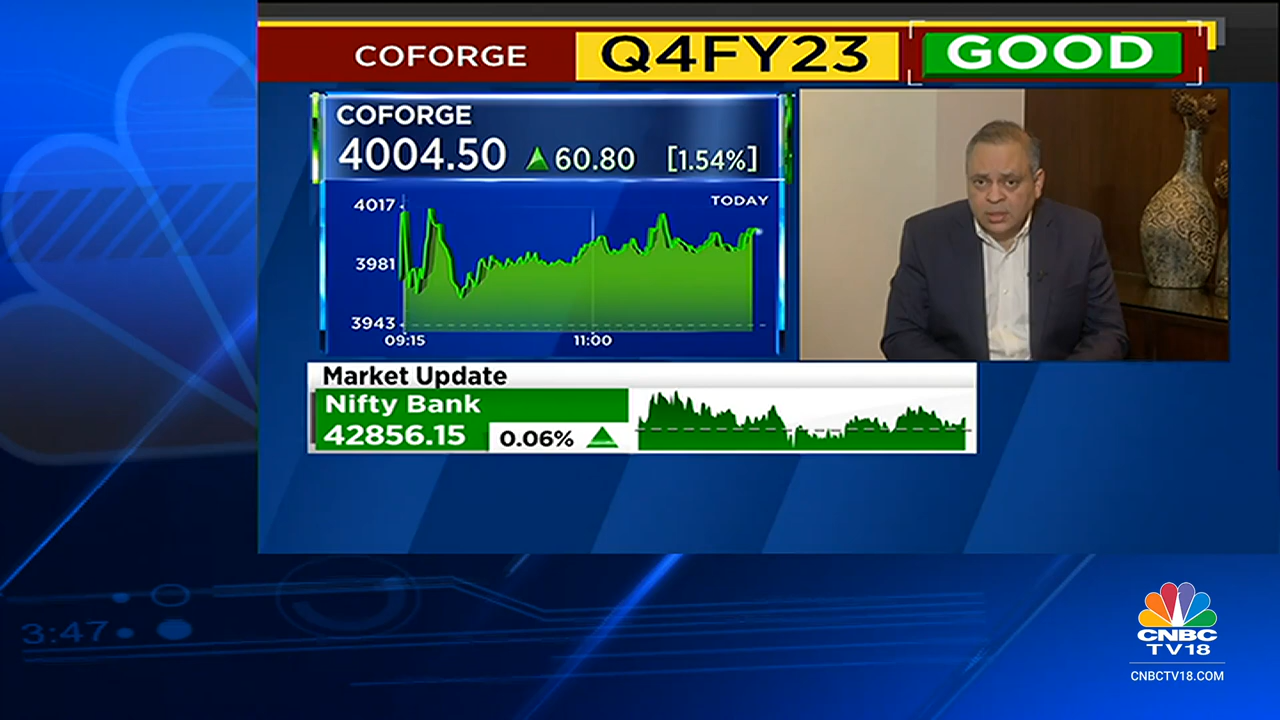 COFORGE Q4FY23 GOOD
COFORGE
4004.50 60.80 [1.54%]
TODAY
4017
3981
3943
09:15 11:00
Market Update
Nifty Bank
42856.15 0.06%
3:47
CNBC
TV18
CNBCTV18.COM